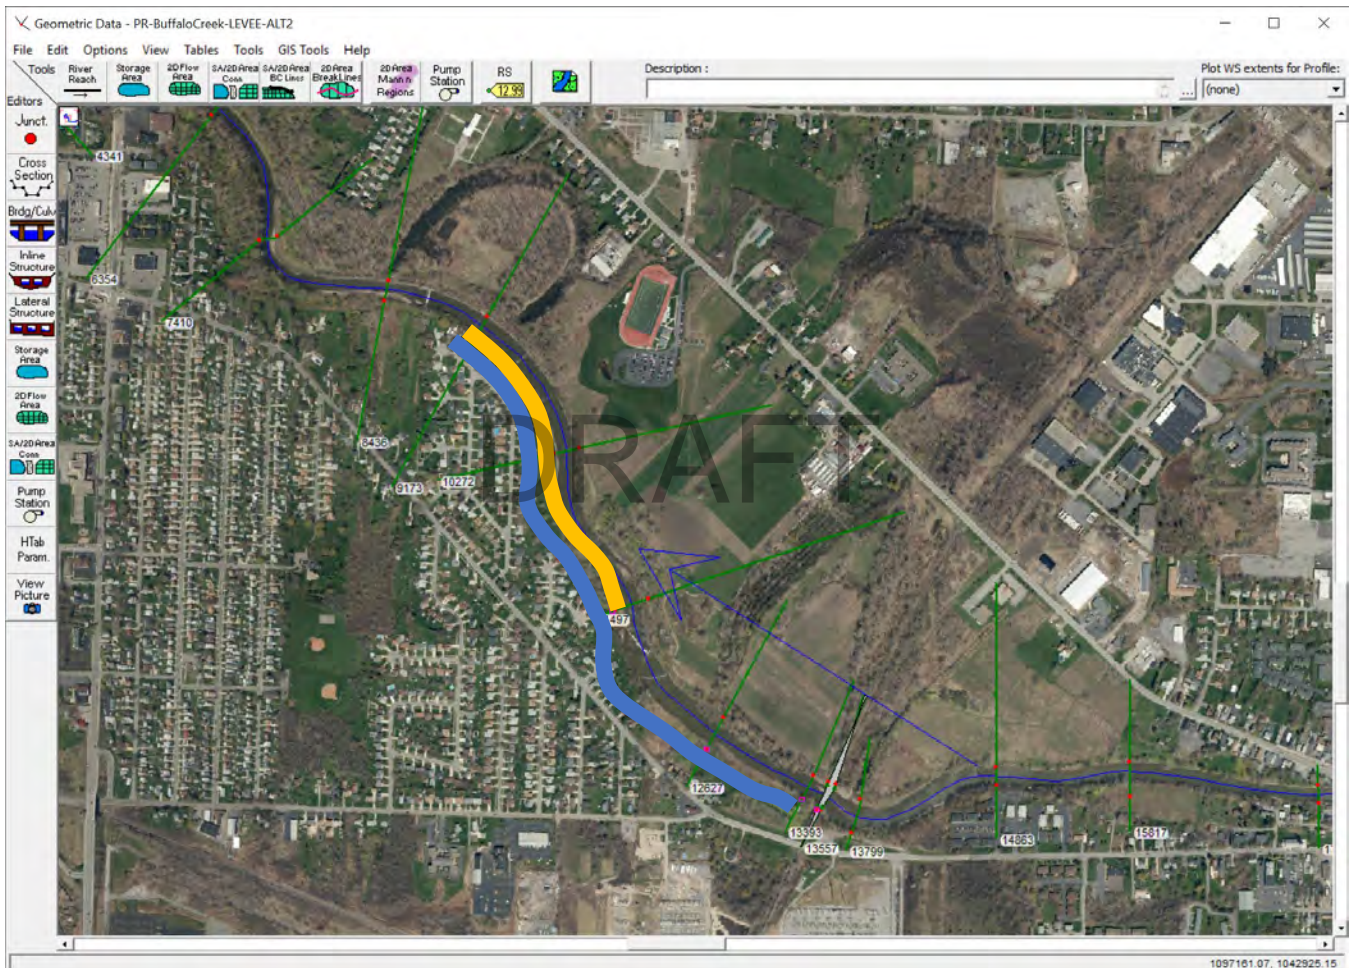 Geometric Data - PR-BuffaloCreek-LEVEE-ALT2
File Edit Options View Tables Tools GIS Tools Help
Tools
River Reach
Storage Area
2D Flow Area
SA/2D Area Conn
SA/2D Area BC Lines
2D Area BreakLines
2D Area Mann n Regions
Pump Station
RS
12.99
Description :
...
Plot WS extents for Profile:
(none)
Editors
Junct.
Cross Section
Brdg/Culv
Inline Structure
Lateral Structure
Storage Area
2D Flow Area
SA/2D Area Conn
Pump Station
HTab Param.
View Picture
4341
6354
7410
8436
9173
10272
DRAFT
497
12627
13393
13557
13799
14863
15817
1
1097161.07, 1042925.15